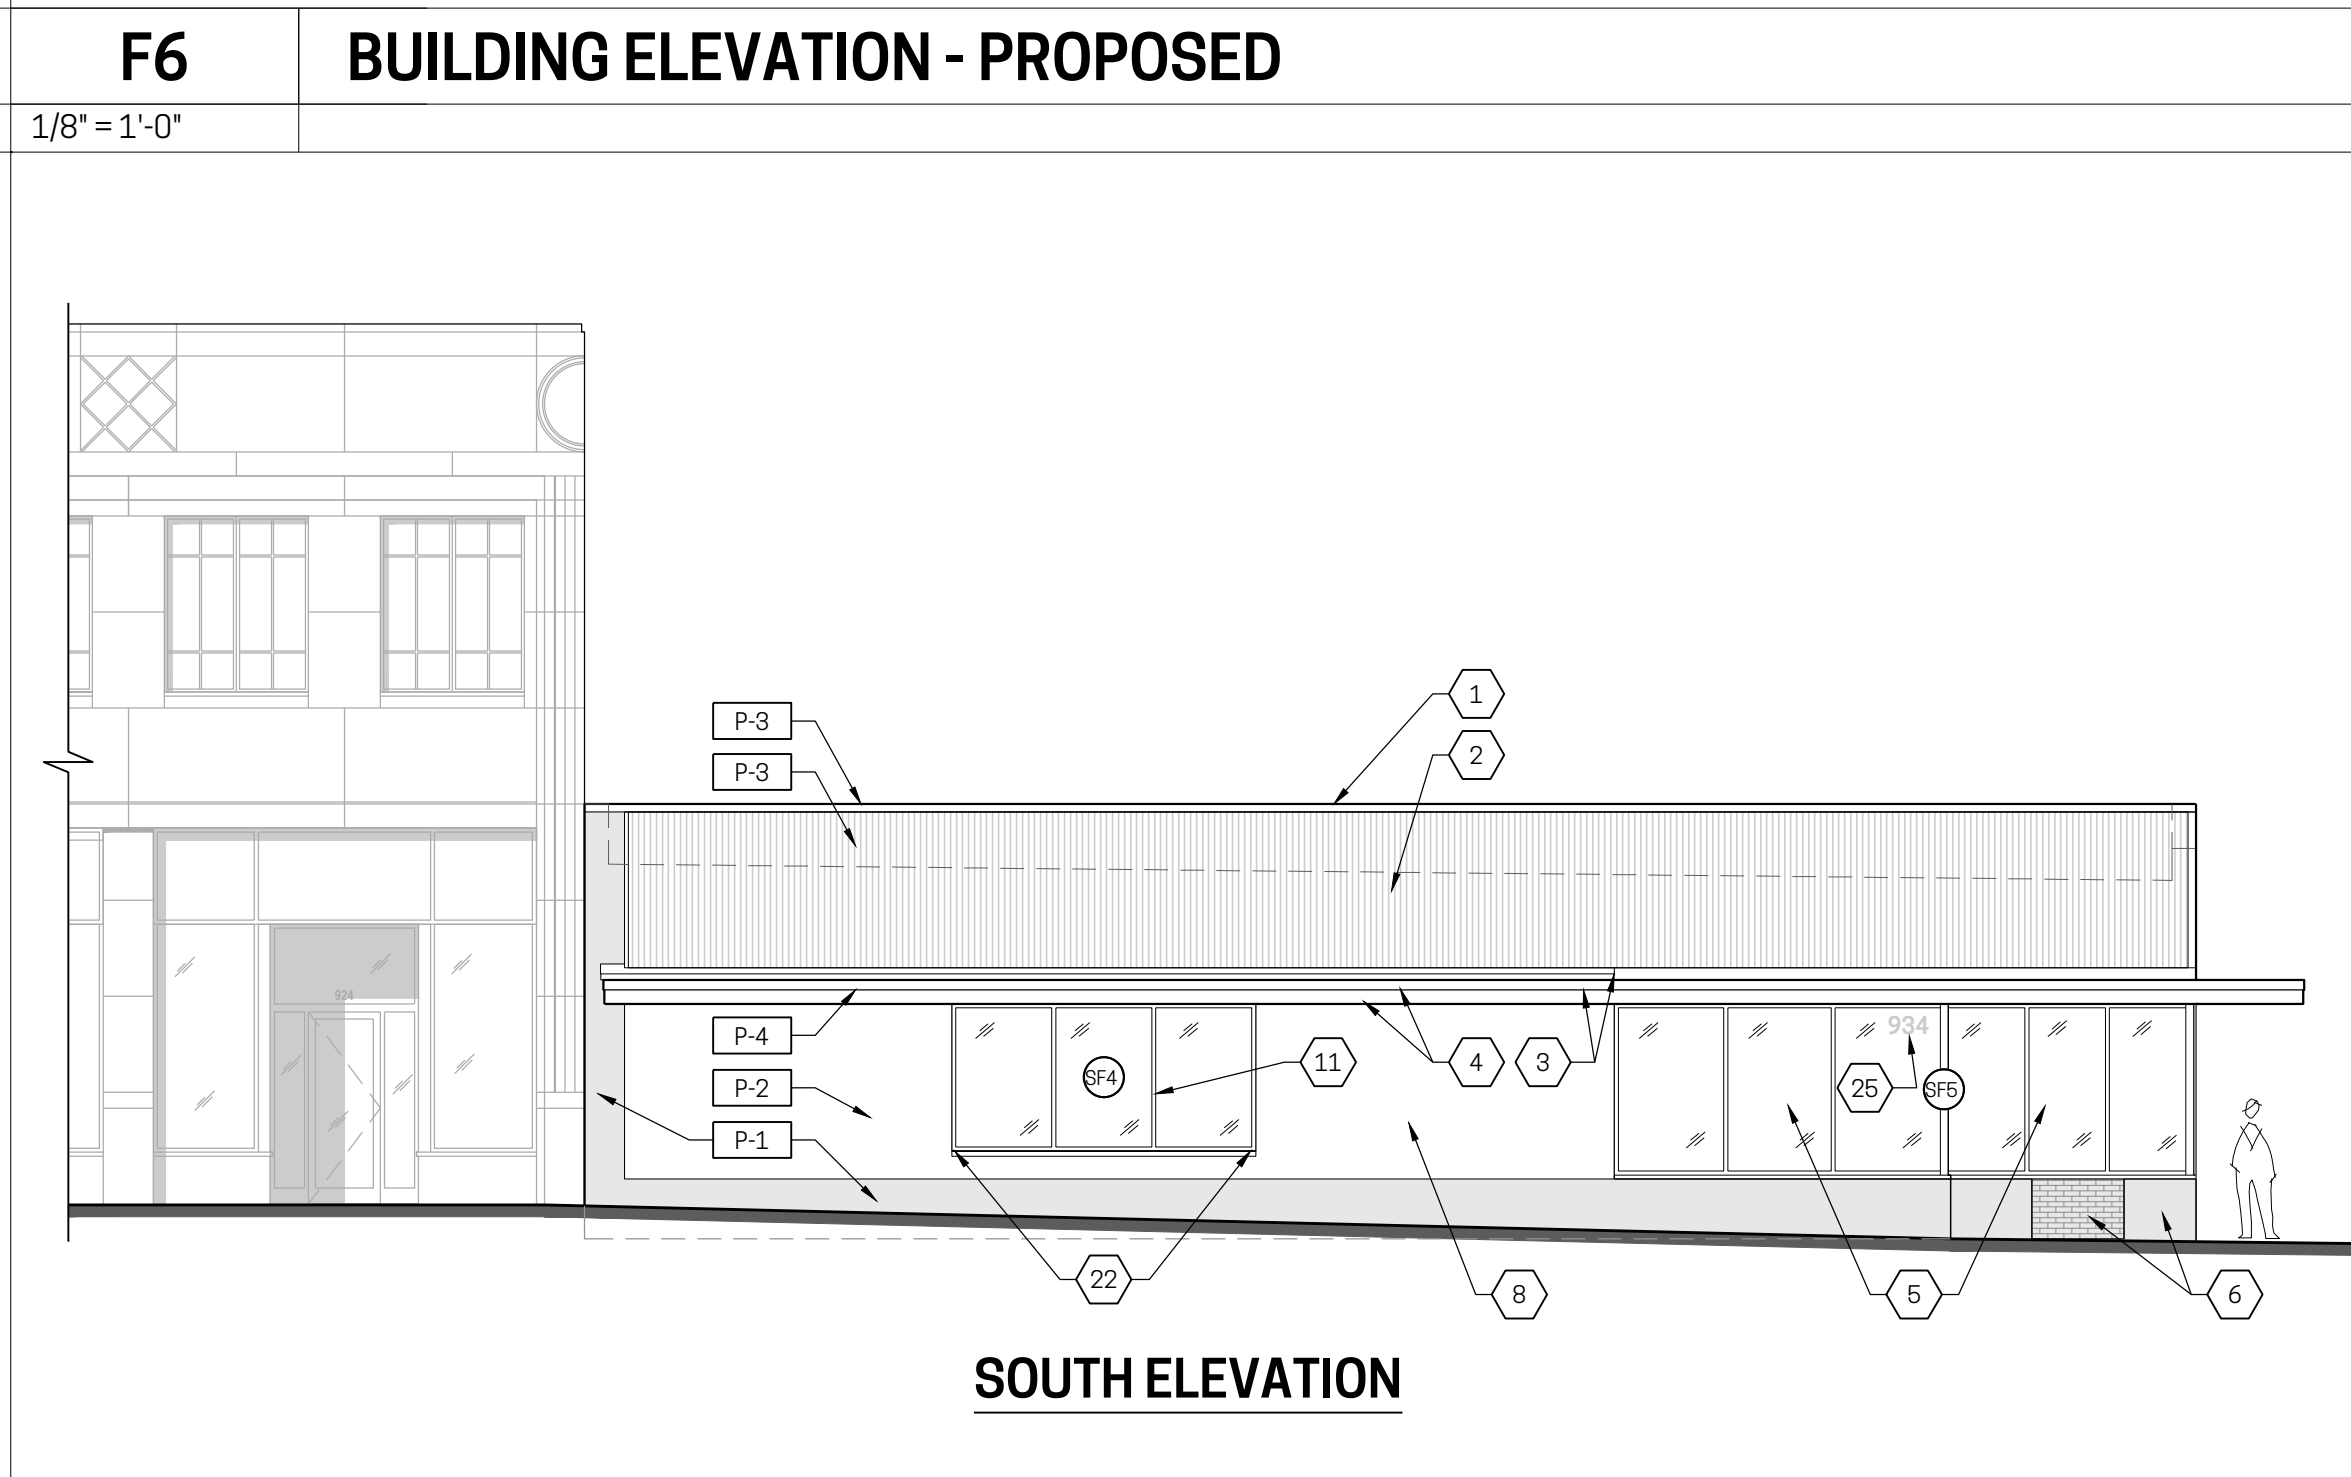 F6
BUILDING ELEVATION - PROPOSED
1/8" = 1'-0"
1
P-3
2
P-3
924
934
P-4
11
4
3
SF4
25
SF5
P-2
P-1
22
8
5
6
SOUTH ELEVATION